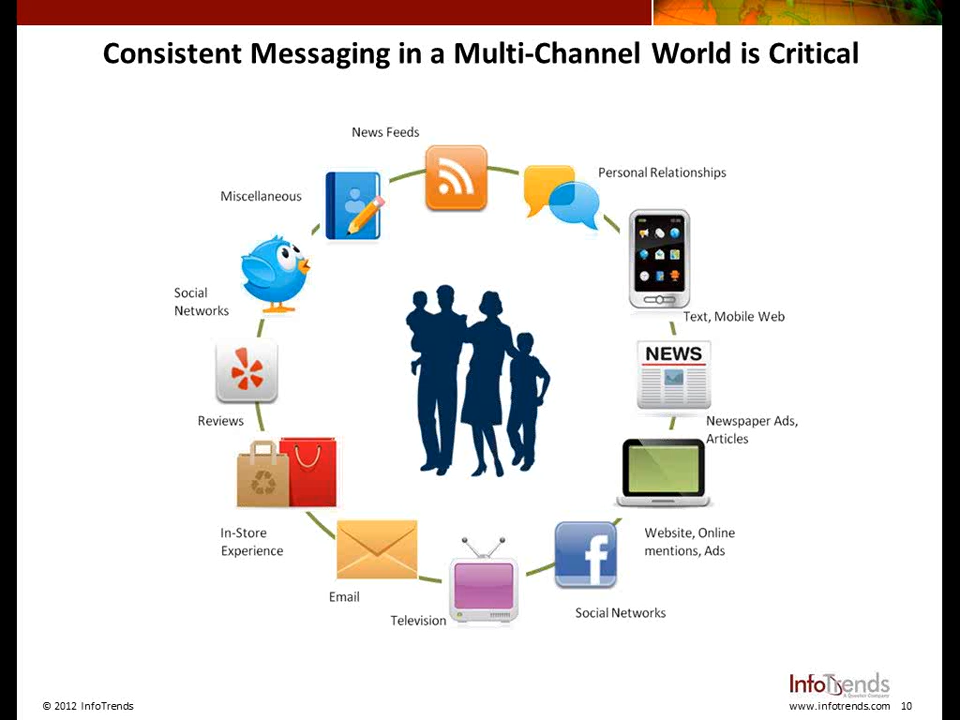 Consistent Messaging in a Multi-Channel World is Critical
News Feeds
Personal Relationships
Miscellaneous
Social
Networks
Text, Mobile Web
NEWS
Reviews
Newspaper Ads,
Articles
In-Store
Experience
Website, Online
mentions, Ads
Email
Television
Social Networks
f
InfoTrends
A Questex Company
© 2012 InfoTrends
www.infotrends.com 10